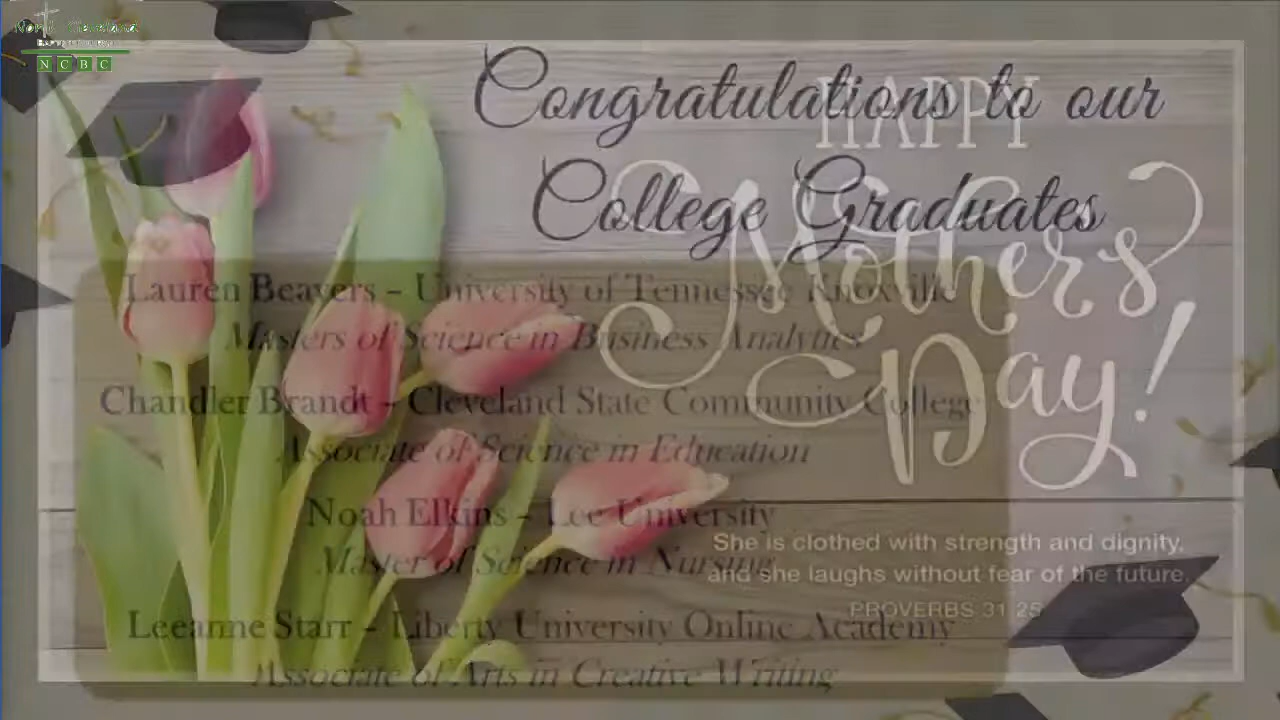 North Cleveland
NCBC
Congratulations to our
College Graduates
Lauren Beavers – University of Tennessee Knoxville
Masters of Science in Business Analytics
Chandler Brandt – Cleveland State Community College
Associate of Science in Education
Noah Elkins – Lee University
Master of Science in Nursing
Leeanne Starr – Liberty University Online Academy
Associate of Arts in Creative Writing
HAPPY
Mother's
Day!
She is clothed with strength and dignity,
and she laughs without fear of the future.
PROVERBS 31:25